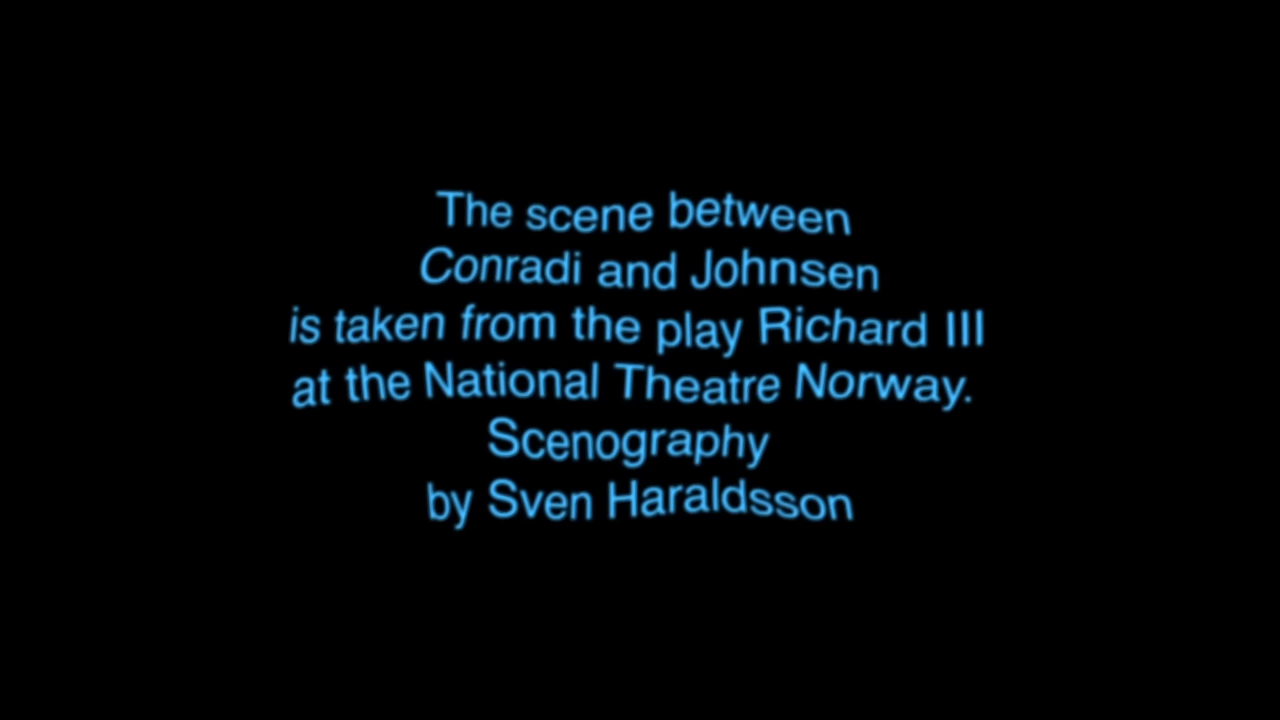 The scene between
Conradi and Johnsen
is taken from the play Richard III
at the National Theatre Norway.
Scenography
by Sven Haraldsson